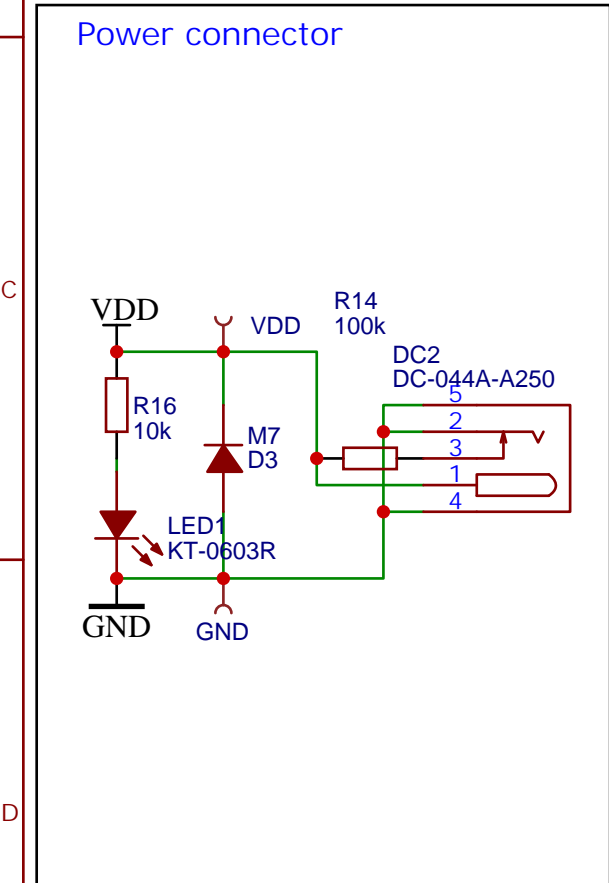 Power connector
C
VDD
VDD
R14
100k
DC2
DC-044A-A250
R16
10k
M7
D3
5
2
3
1
4
LED1
KT-0603R
GND
GND
D